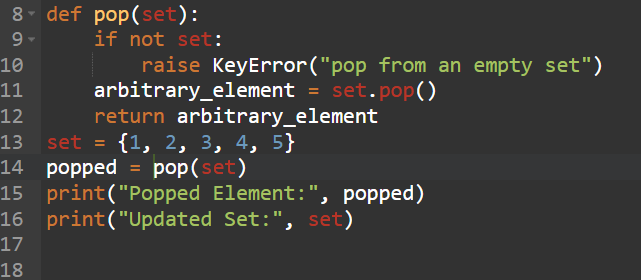 8 def pop(set):
9     if not set:
10         raise KeyError("pop from an empty set")
11     arbitrary_element = set.pop()
12     return arbitrary_element
13 set = {1, 2, 3, 4, 5}
14 popped = pop(set)
15 print("Popped Element:", popped)
16 print("Updated Set:", set)
17
18